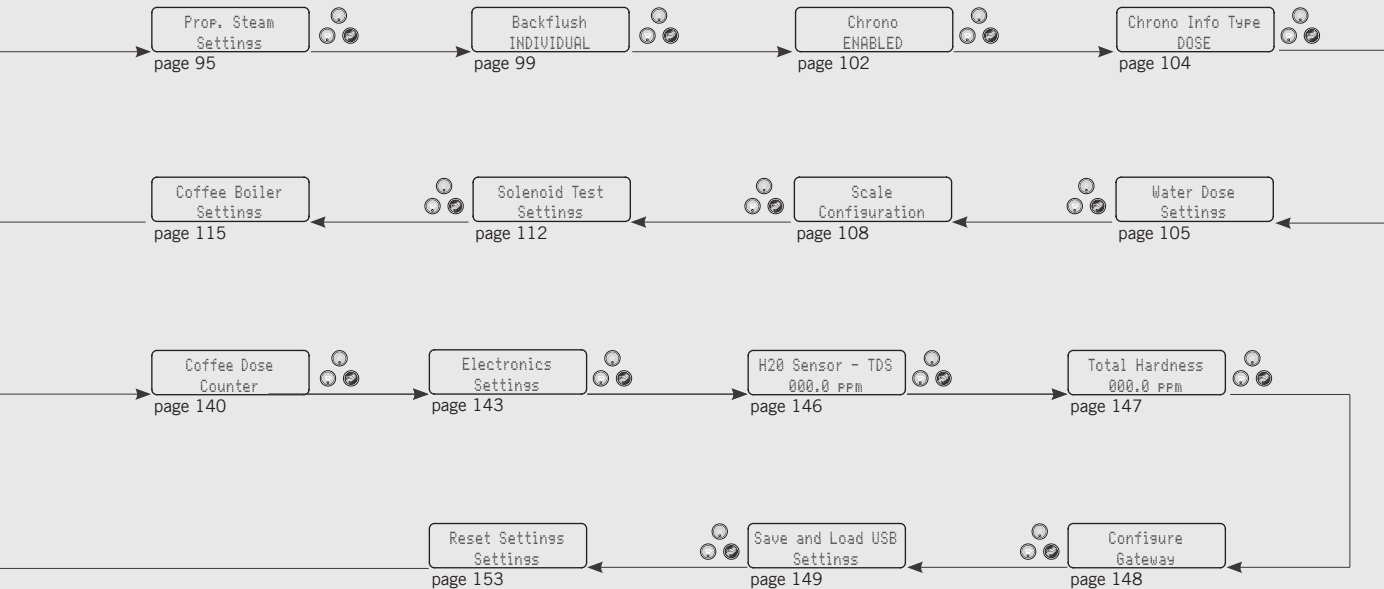 Prop. Steam
Settings
page 95
Backflush
INDIVIDUAL
page 99
Chrono
ENABLED
page 102
Chrono Info Type
DOSE
page 104
Coffee Boiler
Settings
page 115
Solenoid Test
Settings
page 112
Scale
Configuration
page 108
Water Dose
Settings
page 105
Coffee Dose
Counter
page 140
Electronics
Settings
page 143
H20 Sensor - TDS
000.0 ppm
page 146
Total Hardness
000.0 ppm
page 147
Reset Settings
Settings
page 153
Save and Load USB
Settings
page 149
Configure
Gateway
page 148